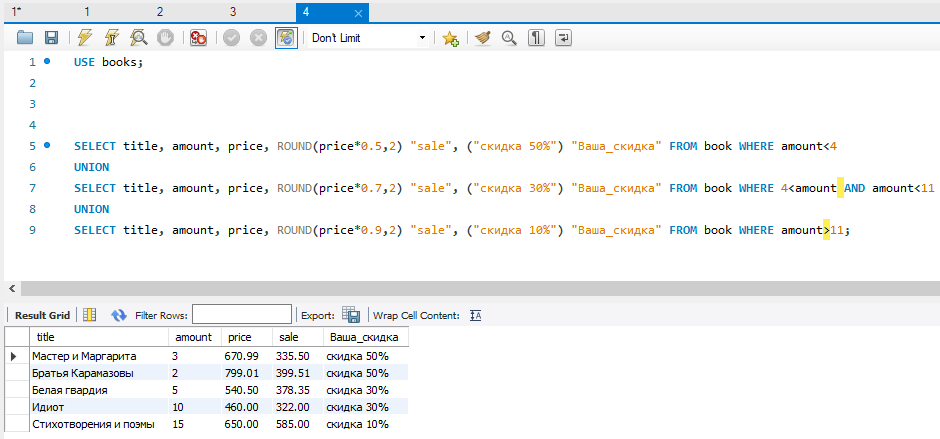 1* 1 2 3 4
Don't Limit
1 USE books;
2
3
4
5 SELECT title, amount, price, ROUND(price*0.5,2) "sale", ("скидка 50%") "Ваша_скидка" FROM book WHERE amount<4
6 UNION
7 SELECT title, amount, price, ROUND(price*0.7,2) "sale", ("скидка 30%") "Ваша_скидка" FROM book WHERE 4<amount AND amount<11
8 UNION
9 SELECT title, amount, price, ROUND(price*0.9,2) "sale", ("скидка 10%") "Ваша_скидка" FROM book WHERE amount>11;
Result Grid Filter Rows: Export: Wrap Cell Content:
title amount price sale Ваша_скидка
Мастер и Маргарита 3 670.99 335.50 скидка 50%
Братья Карамазовы 2 799.01 399.51 скидка 50%
Белая гвардия 5 540.50 378.35 скидка 30%
Идиот 10 460.00 322.00 скидка 30%
Стихотворения и поэмы 15 650.00 585.00 скидка 10%